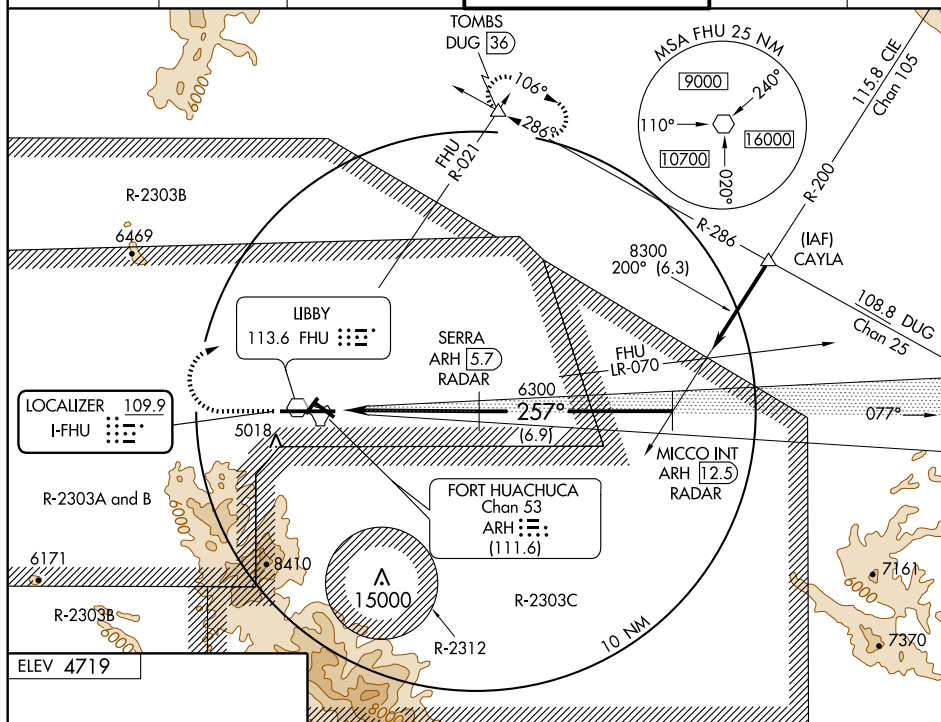 TOMBS
DUG 36
106°
286°
FHU
R-021
MSA FHU 25 NM
9000
240°
110°
16000
10700
020°
115.8 CIE
Chan 105
R-200
6000
R-2303B
6469
R-286
8300
200° (6.3)
(IAF)
CAYLA
108.8 DUG
Chan 25
LIBBY
113.6 FHU
SERRA
ARH 5.7
RADAR
FHU
LR-070
6300
257°
(6.9)
077°
LOCALIZER 109.9
I-FHU
5018
MICCO INT
ARH 12.5
RADAR
R-2303A and B
FORT HUACHUCA
Chan 53
ARH
(111.6)
6171
8410
15000
R-2303C
7161
6000
R-2303B
6000
R-2312
10 NM
7370
ELEV 4719
8000